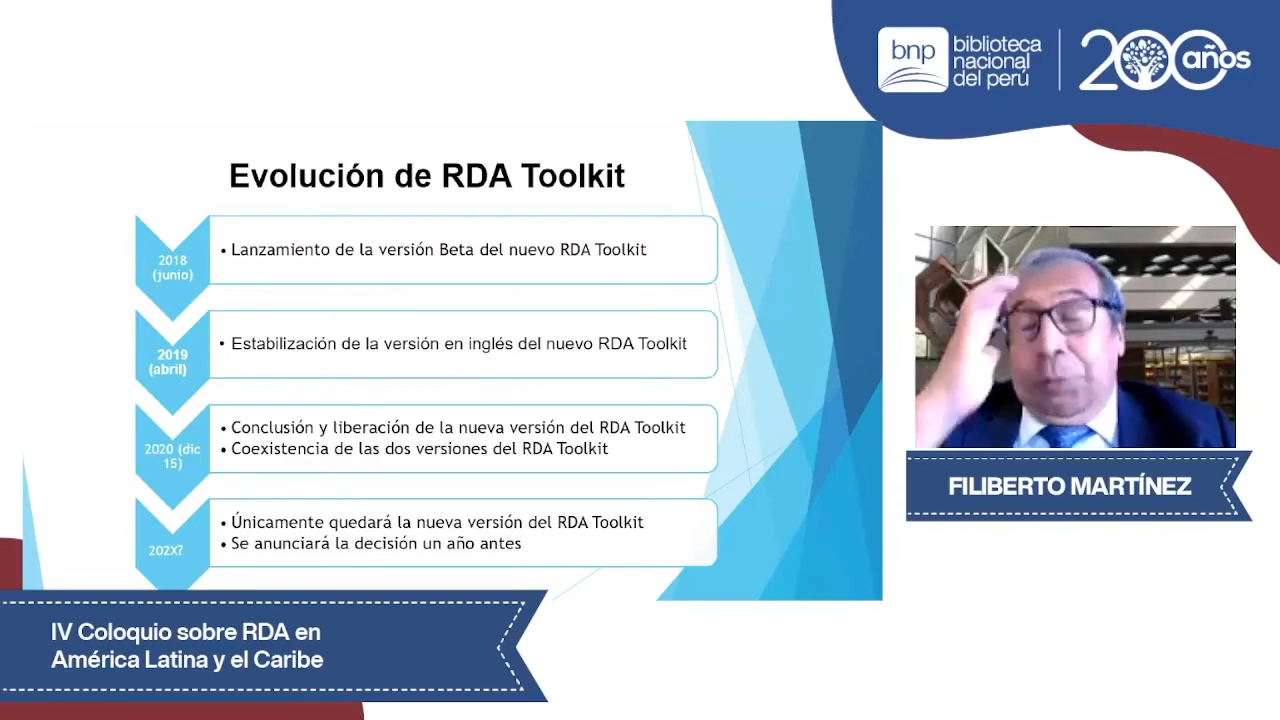 bnp
biblioteca
nacional
del perú
200 años
Evolución de RDA Toolkit
2018
(junio)
• Lanzamiento de la versión Beta del nuevo RDA Toolkit
2019
(abril)
• Estabilización de la versión en inglés del nuevo RDA Toolkit
2020 (dic
15)
• Conclusión y liberación de la nueva versión del RDA Toolkit
• Coexistencia de las dos versiones del RDA Toolkit
202X?
• Únicamente quedará la nueva versión del RDA Toolkit
• Se anunciará la decisión un año antes
FILIBERTO MARTÍNEZ
IV Coloquio sobre RDA en
América Latina y el Caribe